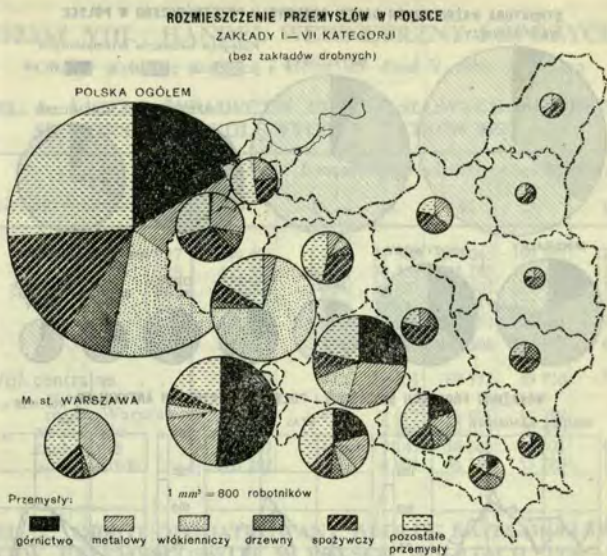 ROZMIESZCZENIE PRZEMYSŁÓW W POLSCE
ZAKŁADY I—VII KATEGORJI
(bez zakładów drobnych)
POLSKA OGÓŁEM
M. st. WARSZAWA
1 mm² = 800 robotników
Przemysły:
górnictwo metalowy włókienniczy drzewny spożywczy pozostałe przemysły